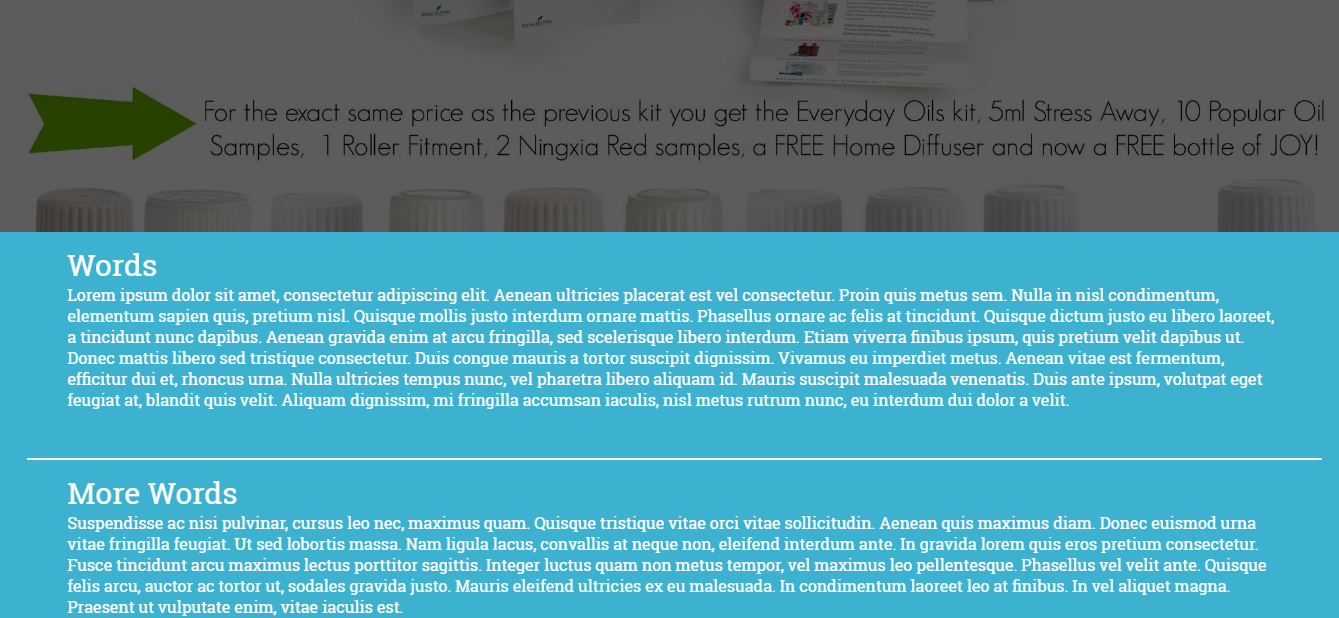 YOUNG LIVING
YOUNG LIVING
For the exact same price as the previous kit you get the Everyday Oils kit, 5ml Stress Away, 10 Popular Oil
Samples, 1 Roller Fitment, 2 Ningxia Red samples, a FREE Home Diffuser and now a FREE bottle of JOY!
Words
Lorem ipsum dolor sit amet, consectetur adipiscing elit. Aenean ultricies placerat est vel consectetur. Proin quis metus sem. Nulla in nisl condimentum,
elementum sapien quis, pretium nisl. Quisque mollis justo interdum ornare mattis. Phasellus ornare ac felis at tincidunt. Quisque dictum justo eu libero laoreet,
a tincidunt nunc dapibus. Aenean gravida enim at arcu fringilla, sed scelerisque libero interdum. Etiam viverra finibus ipsum, quis pretium velit dapibus ut.
Donec mattis libero sed tristique consectetur. Duis congue mauris a tortor suscipit dignissim. Vivamus eu imperdiet metus. Aenean vitae est fermentum,
efficitur dui et, rhoncus urna. Nulla ultricies tempus nunc, vel pharetra libero aliquam id. Mauris suscipit malesuada venenatis. Duis ante ipsum, volutpat eget
feugiat at, blandit quis velit. Aliquam dignissim, mi fringilla accumsan iaculis, nisl metus rutrum nunc, eu interdum dui dolor a velit.
More Words
Suspendisse ac nisi pulvinar, cursus leo nec, maximus quam. Quisque tristique vitae orci vitae sollicitudin. Aenean quis maximus diam. Donec euismod urna
vitae fringilla feugiat. Ut sed lobortis massa. Nam ligula lacus, convallis at neque non, eleifend interdum ante. In gravida lorem quis eros pretium consectetur.
Fusce tincidunt arcu maximus lectus porttitor sagittis. Integer luctus quam non metus tempor, vel maximus leo pellentesque. Phasellus vel velit ante. Quisque
felis arcu, auctor ac tortor ut, sodales gravida justo. Mauris eleifend ultricies ex eu malesuada. In condimentum laoreet leo at finibus. In vel aliquet magna.
Praesent ut vulputate enim, vitae iaculis est.